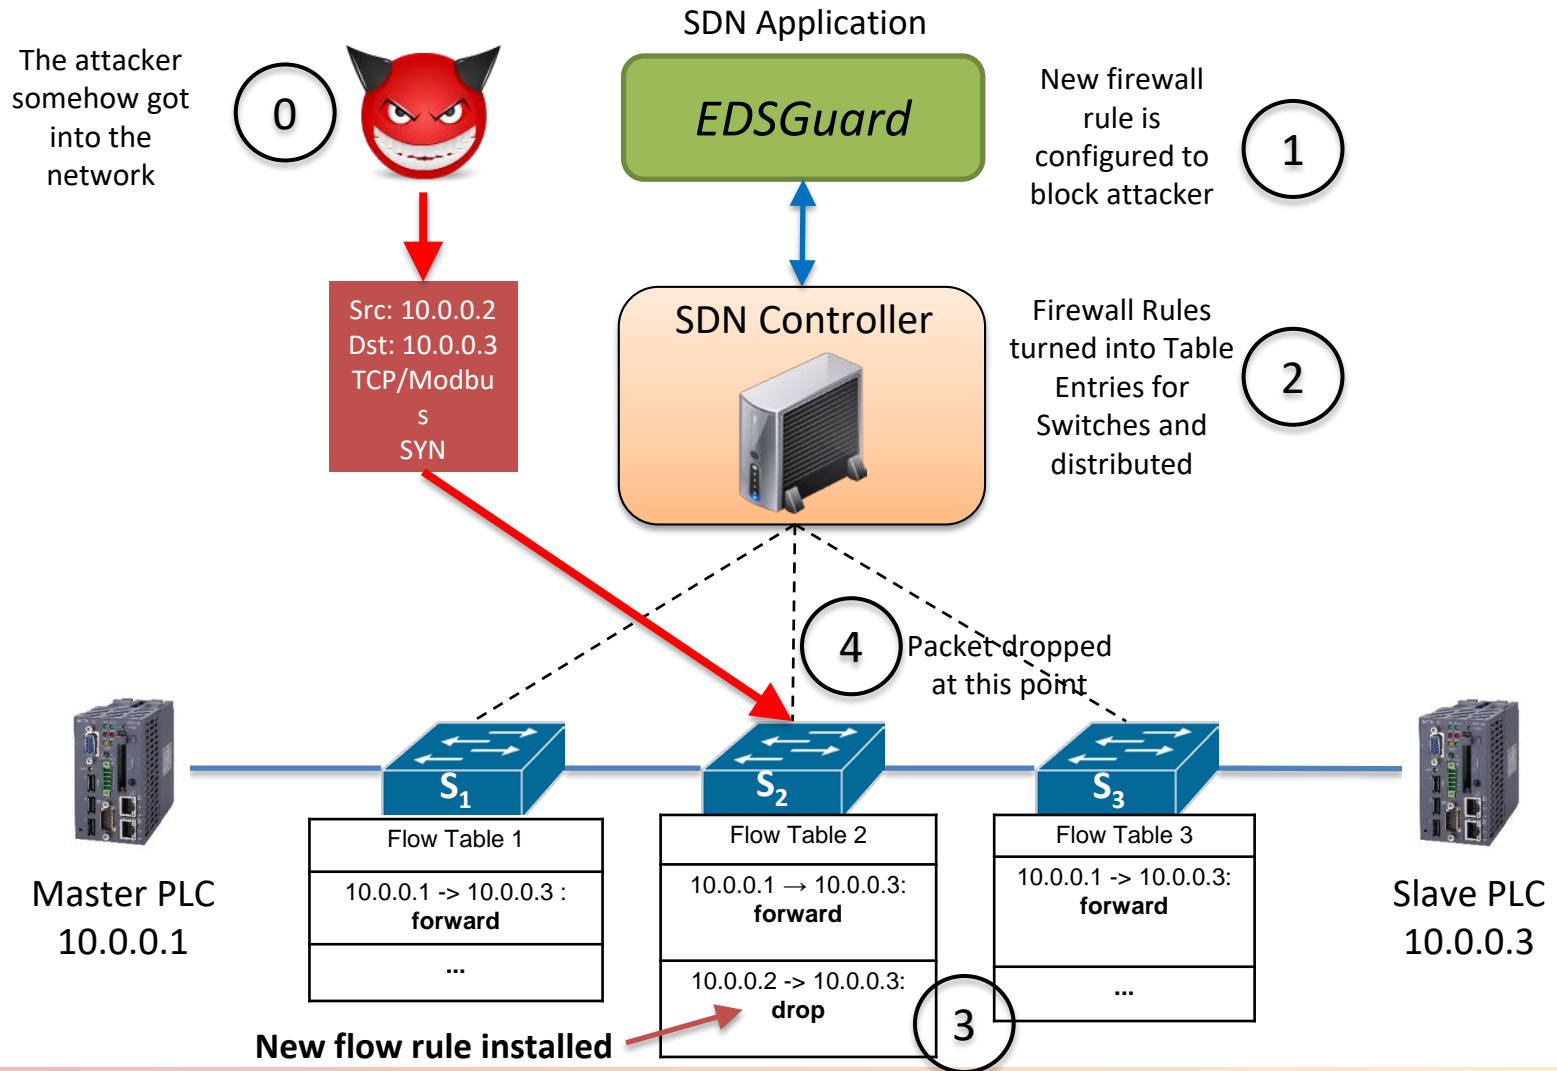 SDN Application
The attacker
somehow got
into the
network
0
EDSGuard
New firewall
rule is
configured to
block attacker
1
Src: 10.0.0.2
Dst: 10.0.0.3
TCP/Modbu
s
SYN
SDN Controller
Firewall Rules
turned into Table
Entries for
Switches and
distributed
2
4
Packet dropped
at this point
S1
S2
S3
Master PLC
10.0.0.1
Flow Table 1
10.0.0.1 -> 10.0.0.3 :
forward
...
Flow Table 2
10.0.0.1 → 10.0.0.3:
forward
10.0.0.2 -> 10.0.0.3:
drop
Flow Table 3
10.0.0.1 -> 10.0.0.3:
forward
...
Slave PLC
10.0.0.3
3
New flow rule installed